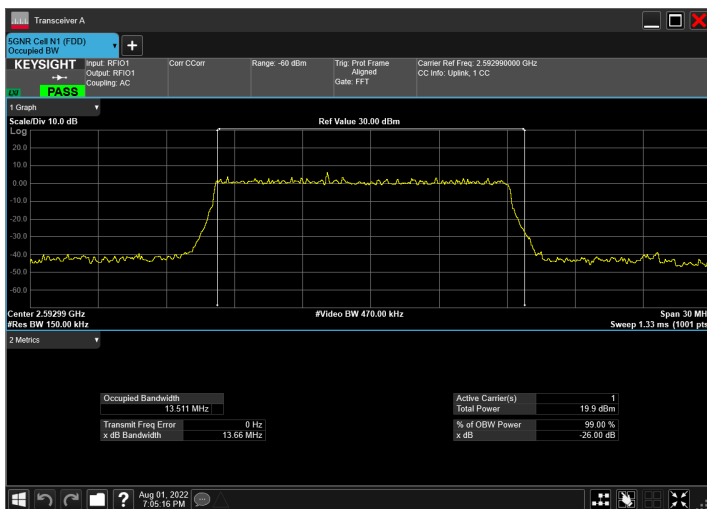 Transceiver A
5GNR Cell N1 (FDD)
Occupied BW
KEYSIGHT
LXI
PASS
Input: RFIO1
Output: RFIO1
Coupling: AC
Corr CCorr
Range: -60 dBm
Trig: Prot Frame
Aligned
Gate: FFT
Carrier Ref Freq: 2.592990000 GHz
CC Info: Uplink, 1 CC
1 Graph
Scale/Div 10.0 dB
Ref Value 30.00 dBm
Log
20.0
10.0
0.00
-10.0
-20.0
-30.0
-40.0
-50.0
-60.0
Center 2.59299 GHz
#Video BW 470.00 kHz
Span 30 MH
#Res BW 150.00 kHz
Sweep 1.33 ms (1001 pts
2 Metrics
Occupied Bandwidth
13.511 MHz
Active Carrier(s) 1
Total Power 19.9 dBm
Transmit Freq Error 0 Hz
x dB Bandwidth 13.66 MHz
% of OBW Power 99.00 %
x dB -26.00 dB
?
Aug 01, 2022
7:05:16 PM